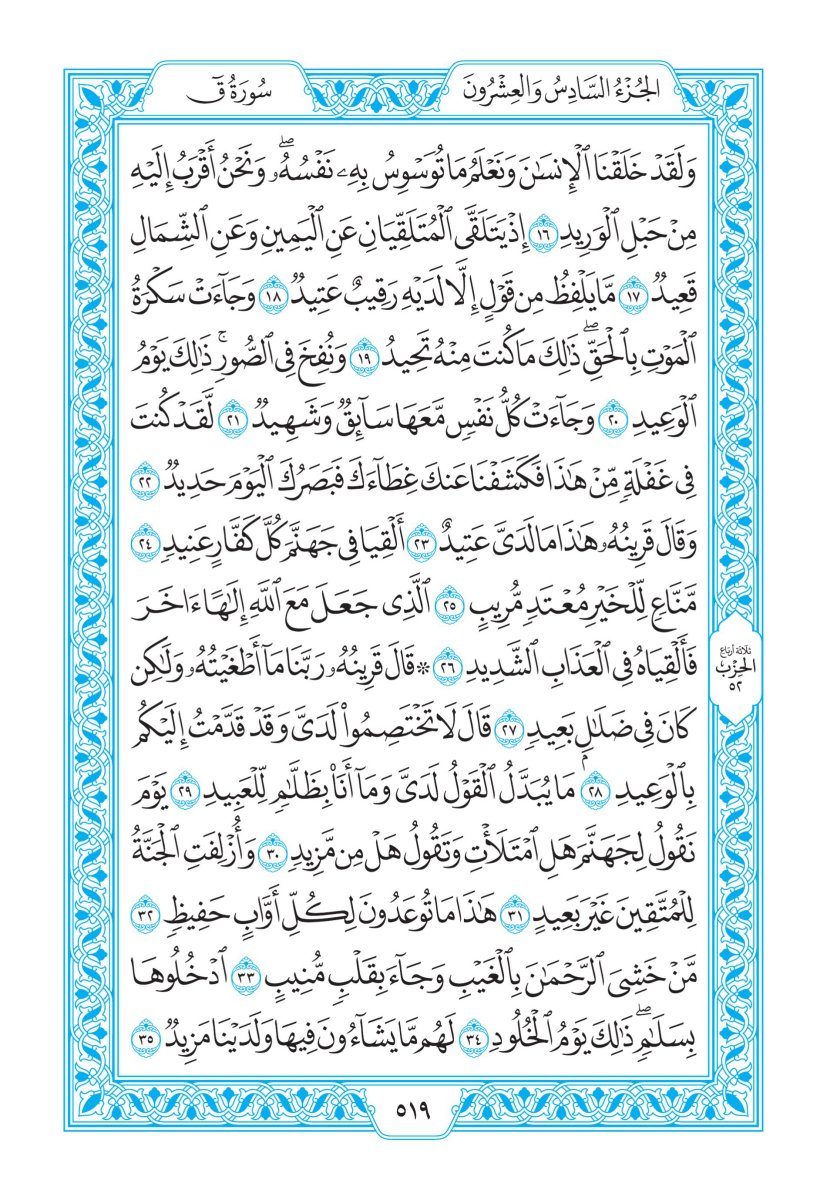 الجُزْءُ السَّادِسُ وَالعِشْرُونَ
سُورَةُ قٓ
وَلَقَدْ خَلَقْنَا ٱلْإِنسَٰنَ وَنَعْلَمُ مَا تُوَسْوِسُ بِهِۦ نَفْسُهُۥۖ وَنَحْنُ أَقْرَبُ إِلَيْهِ
مِنْ حَبْلِ ٱلْوَرِيدِ ١٦ إِذْ يَتَلَقَّى ٱلْمُتَلَقِّيَانِ عَنِ ٱلْيَمِينِ وَعَنِ ٱلشِّمَالِ
قَعِيدٌ ١٧ مَّا يَلْفِظُ مِن قَوْلٍ إِلَّا لَدَيْهِ رَقِيبٌ عَتِيدٌ ١٨ وَجَآءَتْ سَكْرَةُ
ٱلْمَوْتِ بِٱلْحَقِّۖ ذَٰلِكَ مَا كُنتَ مِنْهُ تَحِيدُ ١٩ وَنُفِخَ فِى ٱلصُّورِۚ ذَٰلِكَ يَوْمُ
ٱلْوَعِيدِ ٢٠ وَجَآءَتْ كُلُّ نَفْسٍ مَّعَهَا سَآئِقٌ وَشَهِيدٌ ٢١ لَّقَدْ كُنتَ
فِى غَفْلَةٍ مِّنْ هَٰذَا فَكَشَفْنَا عَنكَ غِطَآءَكَ فَبَصَرُكَ ٱلْيَوْمَ حَدِيدٌ ٢٢
وَقَالَ قَرِينُهُۥ هَٰذَا مَا لَدَىَّ عَتِيدٌ ٢٣ أَلْقِيَا فِى جَهَنَّمَ كُلَّ كَفَّارٍ عَنِيدٍ ٢٤
مَّنَّاعٍ لِّلْخَيْرِ مُعْتَدٍ مُّرِيبٍ ٢٥ ٱلَّذِى جَعَلَ مَعَ ٱللَّهِ إِلَٰهًا ءَاخَرَ
فَأَلْقِيَاهُ فِى ٱلْعَذَابِ ٱلشَّدِيدِ ٢٦ ۞ قَالَ قَرِينُهُۥ رَبَّنَا مَآ أَطْغَيْتُهُۥ وَلَٰكِن
كَانَ فِى ضَلَٰلٍۭ بَعِيدٍ ٢٧ قَالَ لَا تَخْتَصِمُوا۟ لَدَىَّ وَقَدْ قَدَّمْتُ إِلَيْكُم
بِٱلْوَعِيدِ ٢٨ مَا يُبَدَّلُ ٱلْقَوْلُ لَدَىَّ وَمَآ أَنَا۠ بِظَلَّٰمٍ لِّلْعَبِيدِ ٢٩ يَوْمَ
نَقُولُ لِجَهَنَّمَ هَلِ ٱمْتَلَأْتِ وَتَقُولُ هَلْ مِن مَّزِيدٍ ٣٠ وَأُزْلِفَتِ ٱلْجَنَّةُ
لِلْمُتَّقِينَ غَيْرَ بَعِيدٍ ٣١ هَٰذَا مَا تُوعَدُونَ لِكُلِّ أَوَّابٍ حَفِيظٍ ٣٢
مَّنْ خَشِىَ ٱلرَّحْمَٰنَ بِٱلْغَيْبِ وَجَآءَ بِقَلْبٍ مُّنِيبٍ ٣٣ ٱدْخُلُوهَا
بِسَلَٰمٍۖ ذَٰلِكَ يَوْمُ ٱلْخُلُودِ ٣٤ لَهُم مَّا يَشَآءُونَ فِيهَا وَلَدَيْنَا مَزِيدٌ ٣٥
ثلاثة أرباع
الحِزْب
٥٢
٥١٩